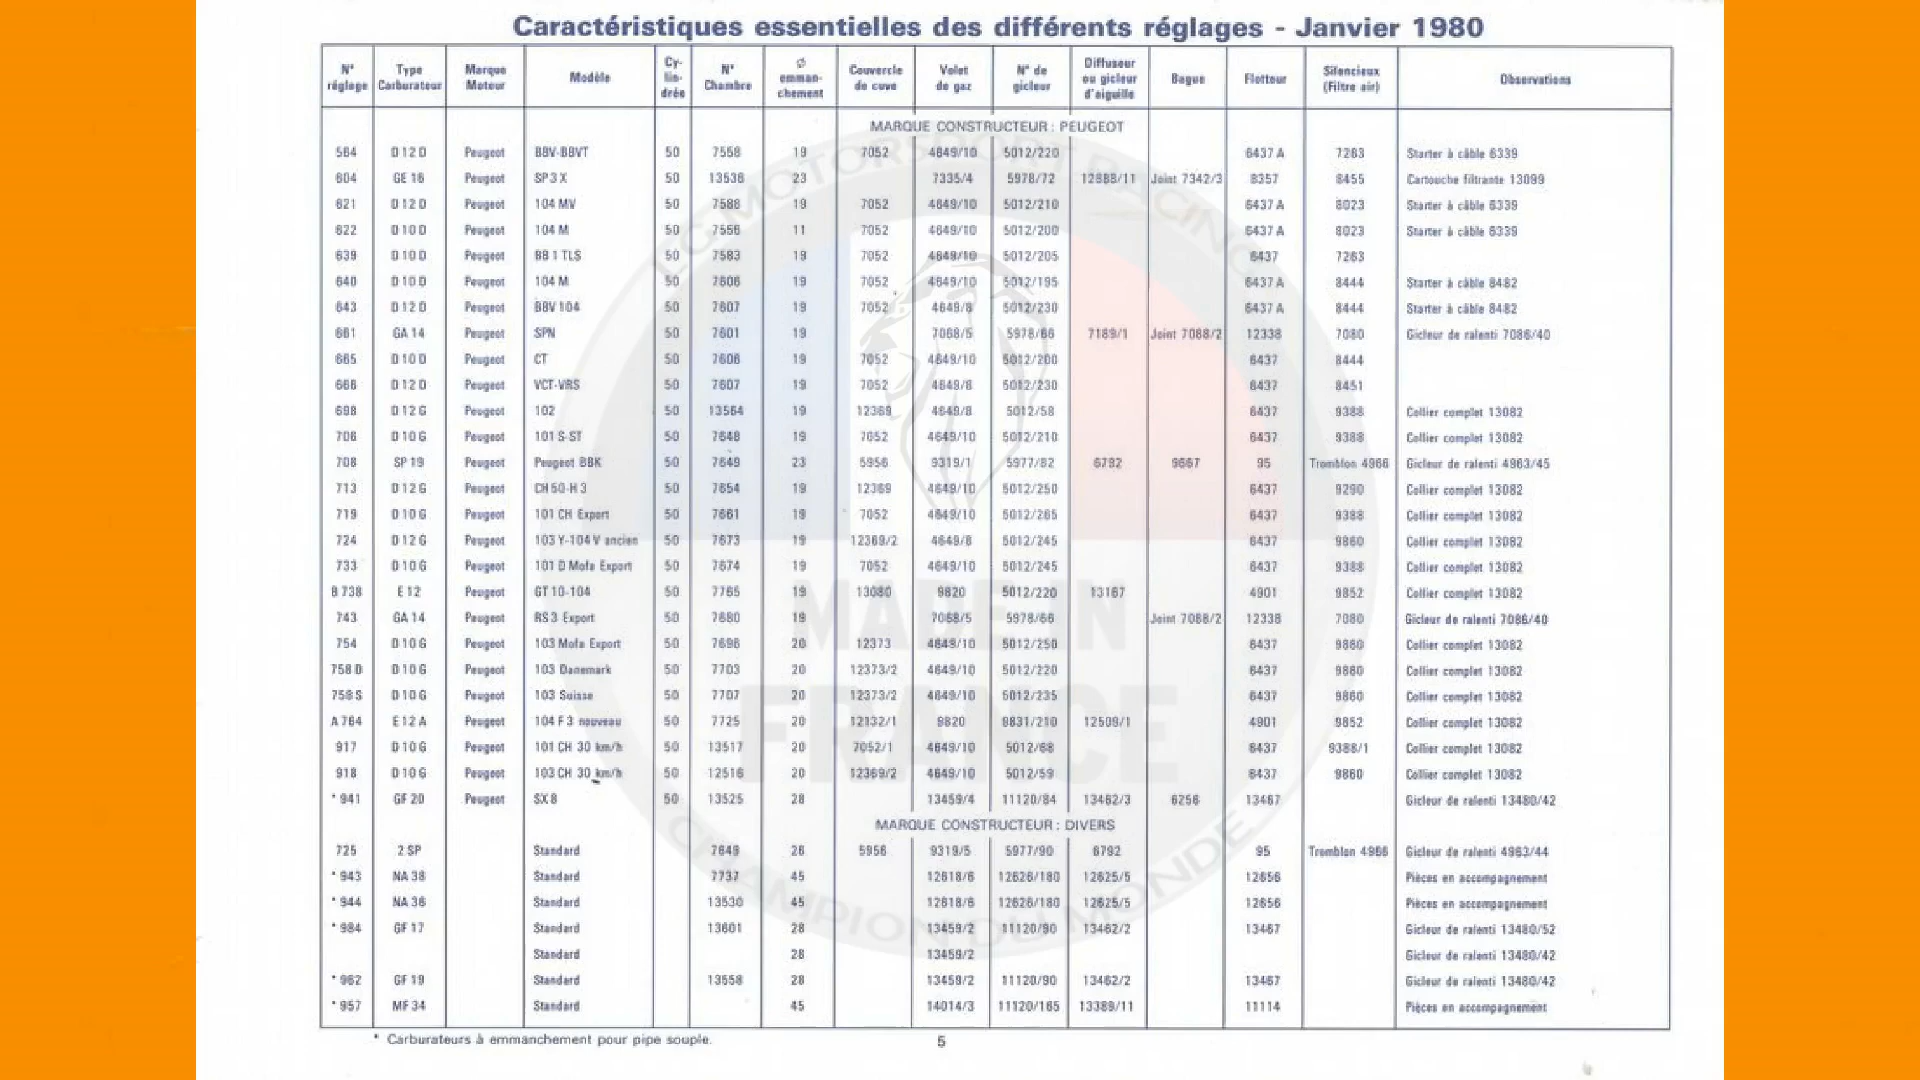 Caractéristiques essentielles des différents réglages - Janvier 1980
N° réglage | Type Carburateur | Marque Moteur | Modèle | Cy-lin-drée | N° Chambre | Ø emman-chement | Couvercle de cuve | Volet de gaz | N° de gicleur | Diffuseur ou gicleur d'aiguille | Bague | Flotteur | Silencieux (Filtre air) | Observations
MARQUE CONSTRUCTEUR : PEUGEOT
564 D 12 D Peugeot BBV-BBVT 50 7558 19 7052 4649/10 5012/220 6437 A 7263 Starter à câble 6339
604 GE 16 Peugeot SP 3 X 50 13536 23 7335/4 5978/72 12888/11 Joint 7342/3 8357 8455 Cartouche filtrante 13099
621 D 12 D Peugeot 104 MV 50 7588 19 7052 4649/10 5012/210 6437 A 8023 Starter à câble 6339
622 D 10 D Peugeot 104 M 50 7556 11 7052 4649/10 5012/200 6437 A 8023 Starter à câble 6339
639 D 10 D Peugeot BB 1 TLS 50 7583 19 7052 4649/10 5012/205 6437 7263
640 D 10 D Peugeot 104 M 50 7606 19 7052 4649/10 5012/195 6437 A 8444 Starter à câble 8482
643 D 12 D Peugeot BBV 104 50 7607 19 7052 4649/8 5012/230 6437 A 8444 Starter à câble 8482
661 GA 14 Peugeot SPN 50 7601 19 7068/5 5978/66 7189/1 Joint 7088/2 12338 7080 Gicleur de ralenti 7086/40
665 D 10 D Peugeot CT 50 7606 19 7052 4649/10 5012/200 6437 8444
666 D 12 D Peugeot VCT-VRS 50 7607 19 7052 4649/8 5012/230 6437 8451
698 D 12 G Peugeot 102 50 13564 19 12369 4649/8 5012/58 6437 9388 Collier complet 13082
706 D 10 G Peugeot 101 S-ST 50 7648 19 7052 4649/10 5012/210 6437 9388 Collier complet 13082
708 SP 19 Peugeot Peugeot BBK 50 7649 23 5956 9319/1 5977/82 6792 9667 95 Tromblon 4966 Gicleur de ralenti 4963/45
713 D 12 G Peugeot CH 50-H 3 50 7654 19 12369 4649/10 5012/250 6437 9290 Collier complet 13082
719 D 10 G Peugeot 101 CH Export 50 7661 19 7052 4649/10 5012/265 6437 9388 Collier complet 13082
724 D 12 G Peugeot 103 Y-104 V ancien 50 7673 19 12369/2 4649/8 5012/245 6437 9860 Collier complet 13082
733 D 10 G Peugeot 101 D Mofa Export 50 7674 19 7052 4649/10 5012/245 6437 9388 Collier complet 13082
B 738 E 12 Peugeot GT 10-104 50 7765 19 13080 9820 5012/220 13167 4901 9852 Collier complet 13082
743 GA 14 Peugeot RS 3 Export 50 7680 19 7068/5 5978/66 Joint 7088/2 12338 7080 Gicleur de ralenti 7086/40
754 D 10 G Peugeot 103 Mofa Export 50 7696 20 12373 4649/10 5012/250 6437 9860 Collier complet 13082
758 D D 10 G Peugeot 103 Danemark 50 7703 20 12373/2 4649/10 5012/220 6437 9860 Collier complet 13082
758 S D 10 G Peugeot 103 Suisse 50 7707 20 12373/2 4649/10 5012/235 6437 9860 Collier complet 13082
A 764 E 12 A Peugeot 104 F 3 nouveau 50 7725 20 12132/1 9820 9831/210 12509/1 4901 9852 Collier complet 13082
917 D 10 G Peugeot 101 CH 30 km/h 50 13517 20 7052/1 4649/10 5012/68 6437 9388/1 Collier complet 13082
918 D 10 G Peugeot 103 CH 30 km/h 50 12516 20 12369/2 4649/10 5012/59 6437 9860 Collier complet 13082
* 941 GF 20 Peugeot SX 8 50 13525 28 13459/4 11120/84 13462/3 6256 13467 Gicleur de ralenti 13480/42
MARQUE CONSTRUCTEUR : DIVERS
725 2 SP Standard 7649 26 5956 9319/5 5977/90 6792 95 Tromblon 4966 Gicleur de ralenti 4963/44
* 943 NA 38 Standard 7737 45 12618/6 12626/180 12625/5 12656 Pièces en accompagnement
* 944 NA 36 Standard 13530 45 12618/6 12626/180 12625/5 12656 Pièces en accompagnement
* 984 GF 17 Standard 13601 28 13459/2 11120/90 13462/2 13467 Gicleur de ralenti 13480/52
Standard 28 13459/2 Gicleur de ralenti 13480/42
* 962 GF 19 Standard 13558 28 13459/2 11120/90 13462/2 13467 Gicleur de ralenti 13480/42
* 957 MF 34 Standard 45 14014/3 11120/165 13389/11 11114 Pièces en accompagnement
* Carburateurs à emmanchement pour pipe souple.
5
LC MOTORSPORT RACING
MADE IN
FRANCE
CHAMPION DU MONDE